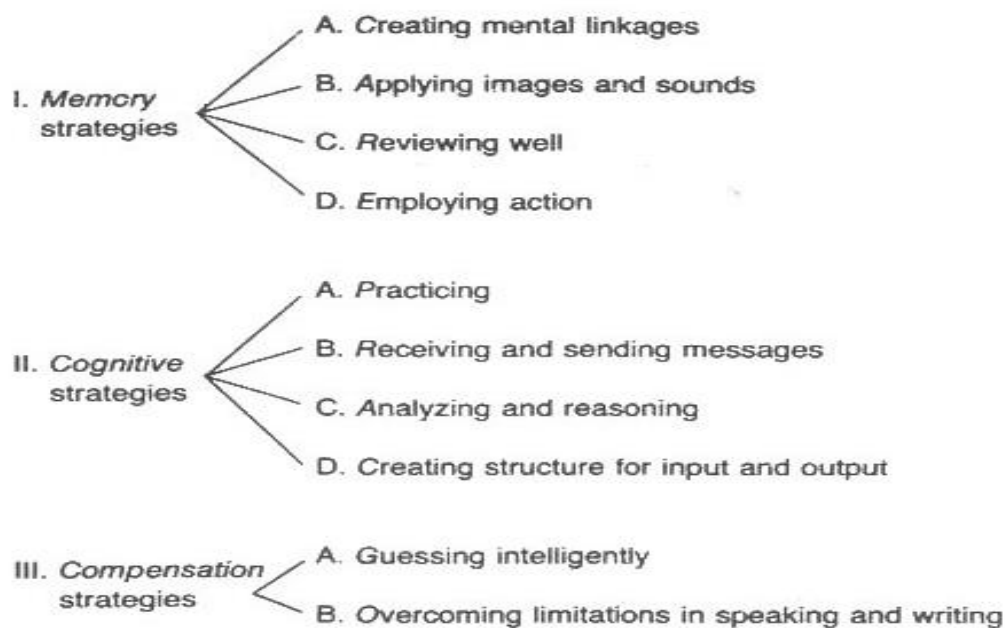 I. Memory strategies
A. Creating mental linkages
B. Applying images and sounds
C. Reviewing well
D. Employing action
II. Cognitive strategies
A. Practicing
B. Receiving and sending messages
C. Analyzing and reasoning
D. Creating structure for input and output
III. Compensation strategies
A. Guessing intelligently
B. Overcoming limitations in speaking and writing